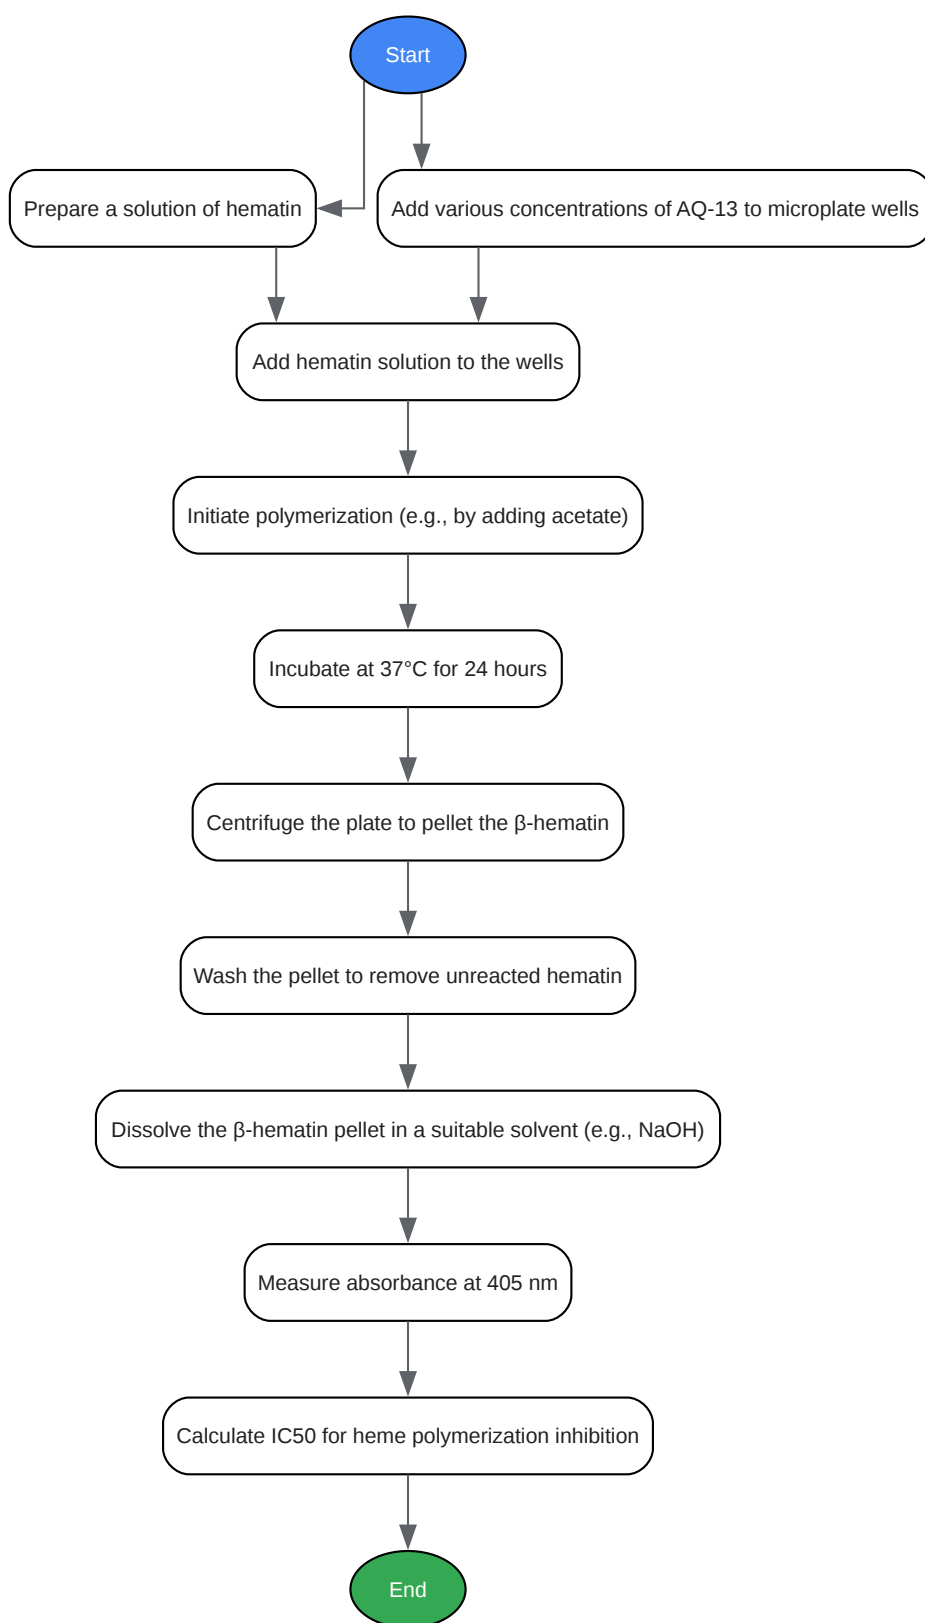 Start
Prepare a solution of hematin
Add various concentrations of AQ-13 to microplate wells
Add hematin solution to the wells
Initiate polymerization (e.g., by adding acetate)
Incubate at 37°C for 24 hours
Centrifuge the plate to pellet the β-hematin
Wash the pellet to remove unreacted hematin
Dissolve the β-hematin pellet in a suitable solvent (e.g., NaOH)
Measure absorbance at 405 nm
Calculate IC50 for heme polymerization inhibition
End